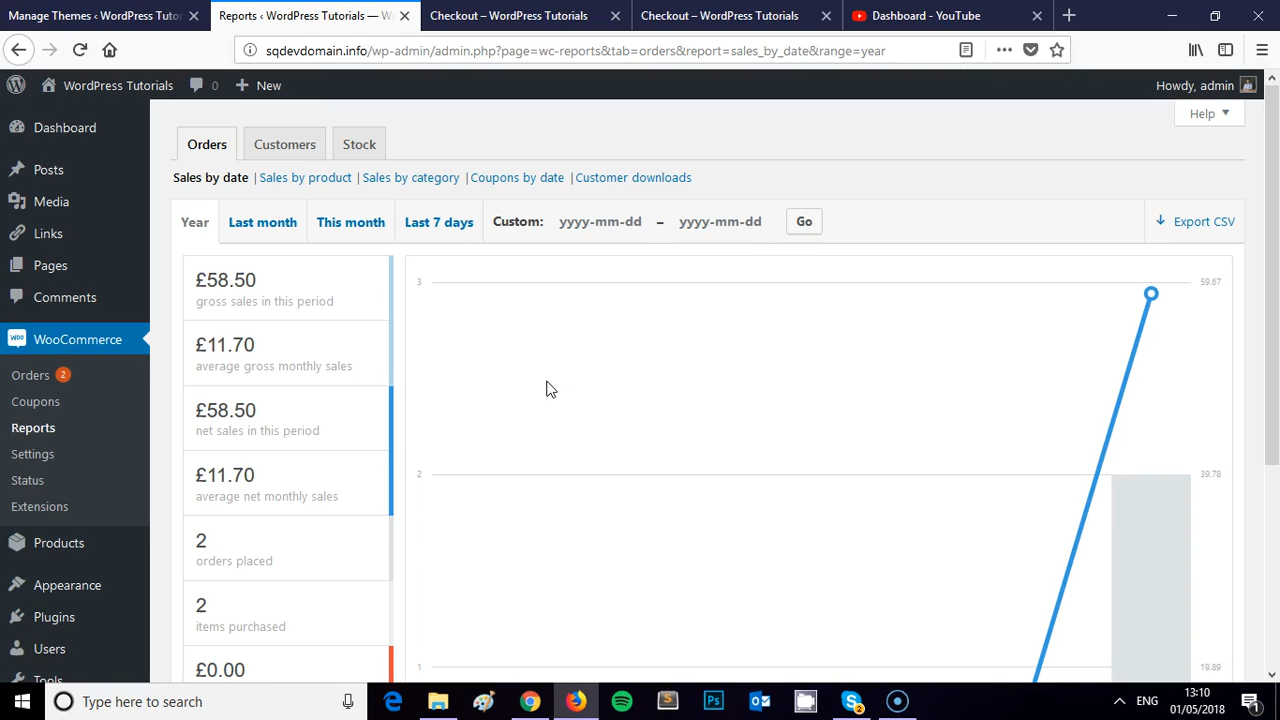 Manage Themes ‹ WordPress Tutor
Reports ‹ WordPress Tutorials — W
Checkout – WordPress Tutorials
Checkout – WordPress Tutorials
Dashboard - YouTube
sqdevdomain.info/wp-admin/admin.php?page=wc-reports&tab=orders&report=sales_by_date&range=year
WordPress Tutorials 0 New Howdy, admin
Help
Dashboard
Posts
Media
Links
Pages
Comments
WooCommerce
Orders 2
Coupons
Reports
Settings
Status
Extensions
Products
Appearance
Plugins
Users
Tools
Orders Customers Stock
Sales by date | Sales by product | Sales by category | Coupons by date | Customer downloads
Year Last month This month Last 7 days Custom: yyyy-mm-dd – yyyy-mm-dd Go Export CSV
£58.50
gross sales in this period
£11.70
average gross monthly sales
£58.50
net sales in this period
£11.70
average net monthly sales
2
orders placed
2
items purchased
£0.00
3 59.67
2 39.78
1 19.89
Type here to search
ENG
13:10
01/05/2018